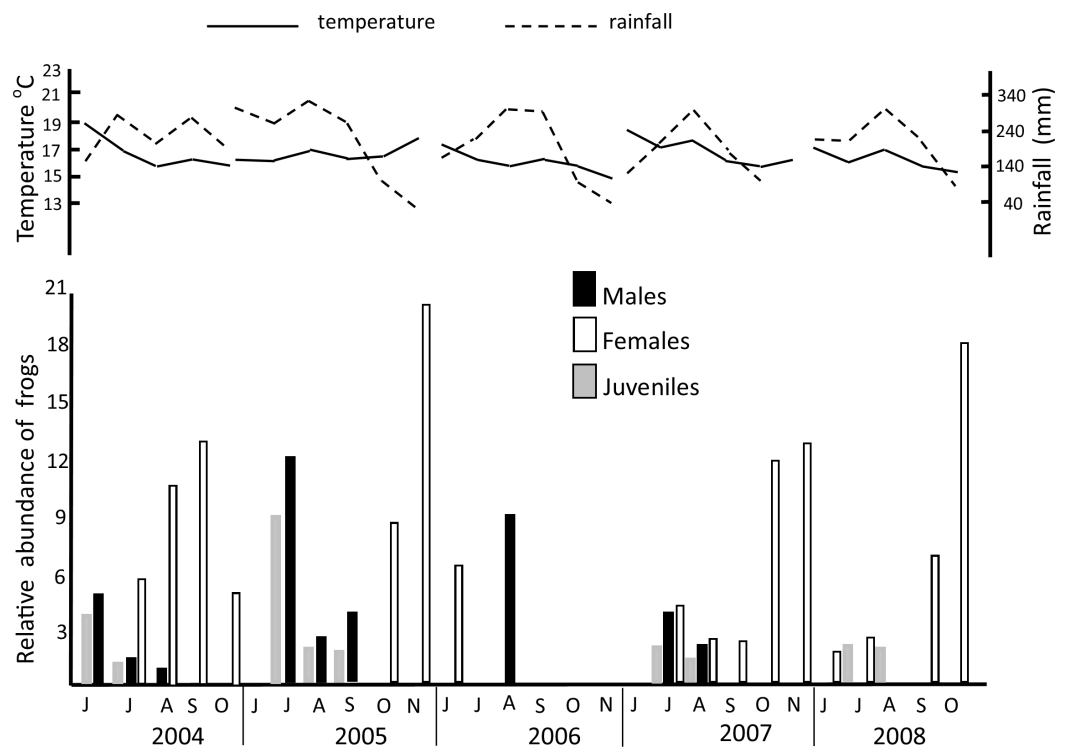 temperature rainfall
Temperature °C
23
21
19
17
15
13
340
240
140
40
Rainfall (mm)
Males
Females
Juveniles
Relative abundance of frogs
21
18
15
12
9
6
3
J J A S O J J A S O N J J A S O N J J A S O N J J A S O
2004 2005 2006 2007 2008